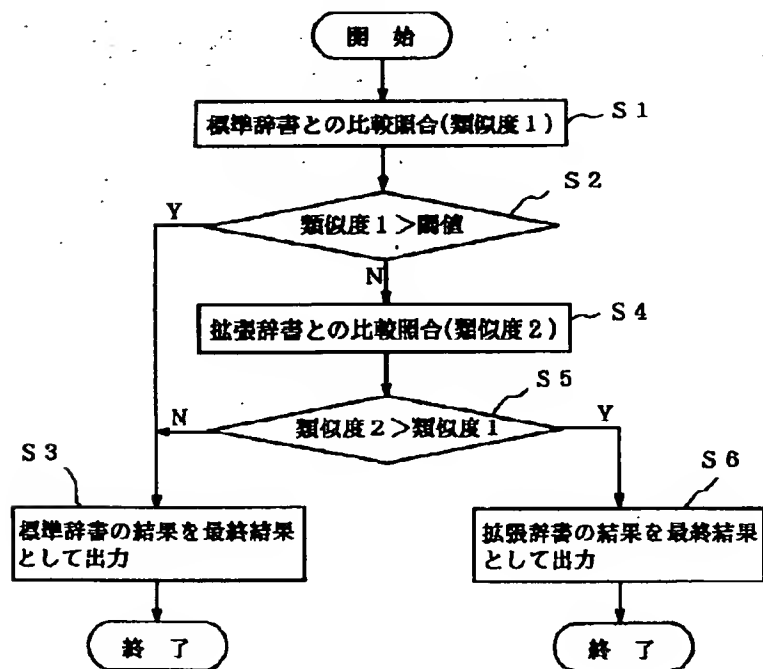 開 始
標準辞書との比較照合(類似度1)
S1
S2
Y
類似度1>閾値
N
拡張辞書との比較照合(類似度2)
S4
S5
N
類似度2>類似度1
Y
S3
S6
標準辞書の結果を最終結果
として出力
拡張辞書の結果を最終結果
として出力
終 了
終 了